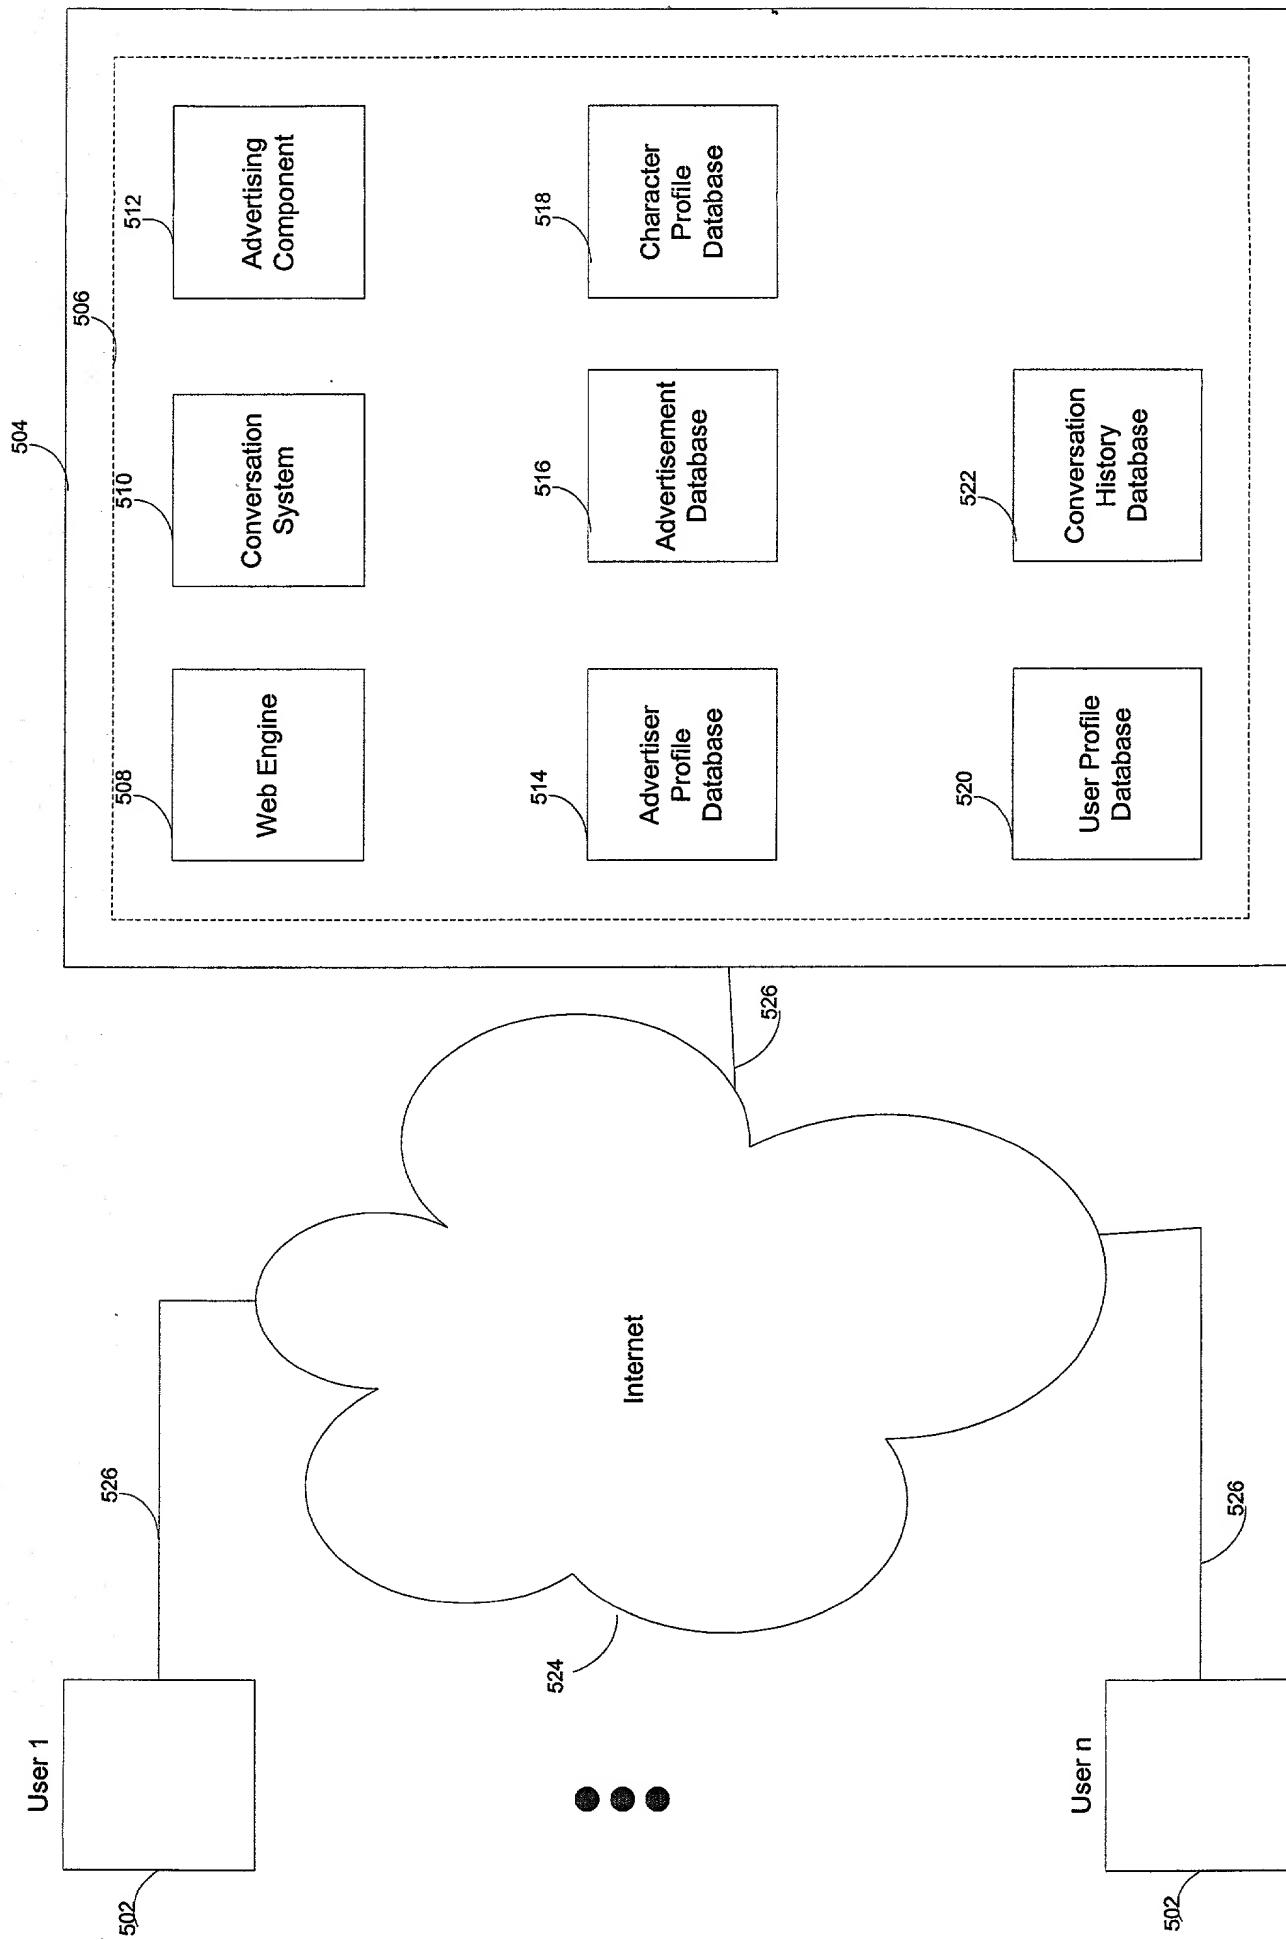 User 1
502
526
Internet
524
User n
502
526
526
504
506
508
Web Engine
510
Conversation
System
512
Advertising
Component
514
Advertiser
Profile
Database
516
Advertisement
Database
518
Character
Profile
Database
520
User Profile
Database
522
Conversation
History
Database